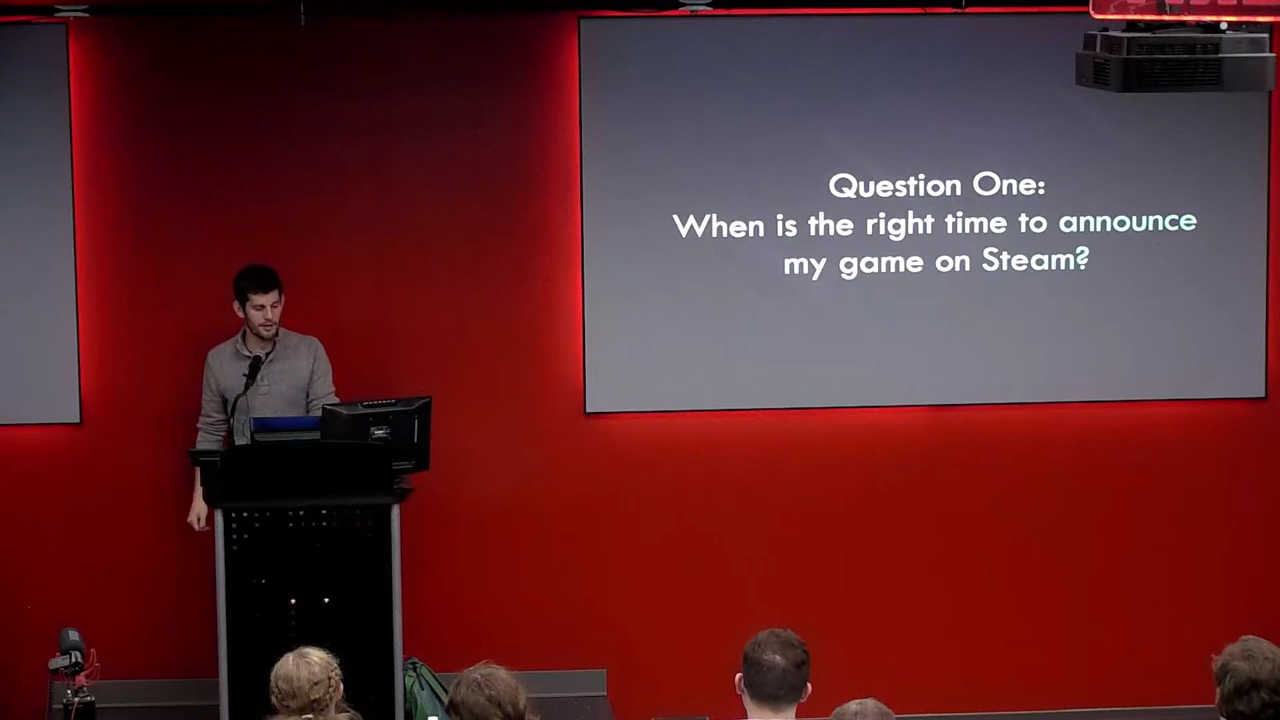 Question One:
When is the right time to announce
my game on Steam?